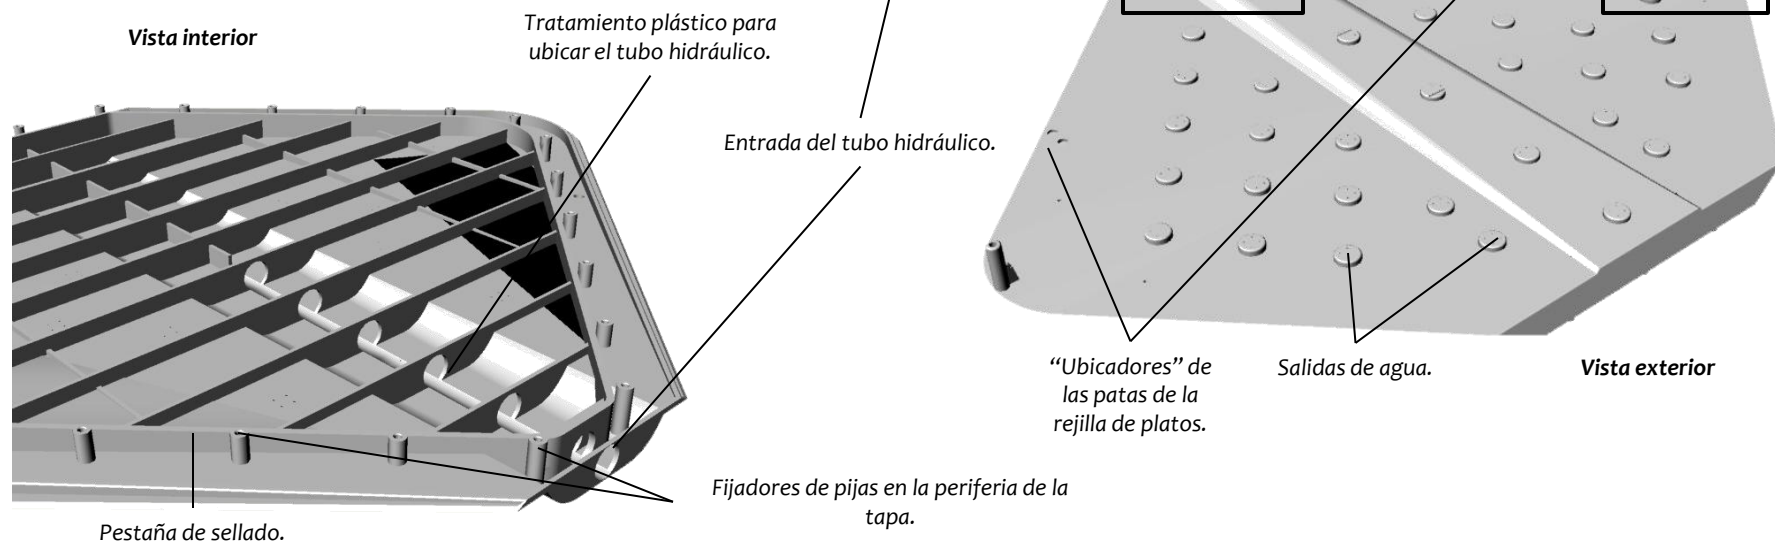 Vista interior
Tratamiento plástico para
ubicar el tubo hidráulico.
Entrada del tubo hidráulico.
“Ubicadores” de
las patas de la
rejilla de platos.
Salidas de agua.
Vista exterior
Fijadores de pijas en la periferia de la
tapa.
Pestaña de sellado.